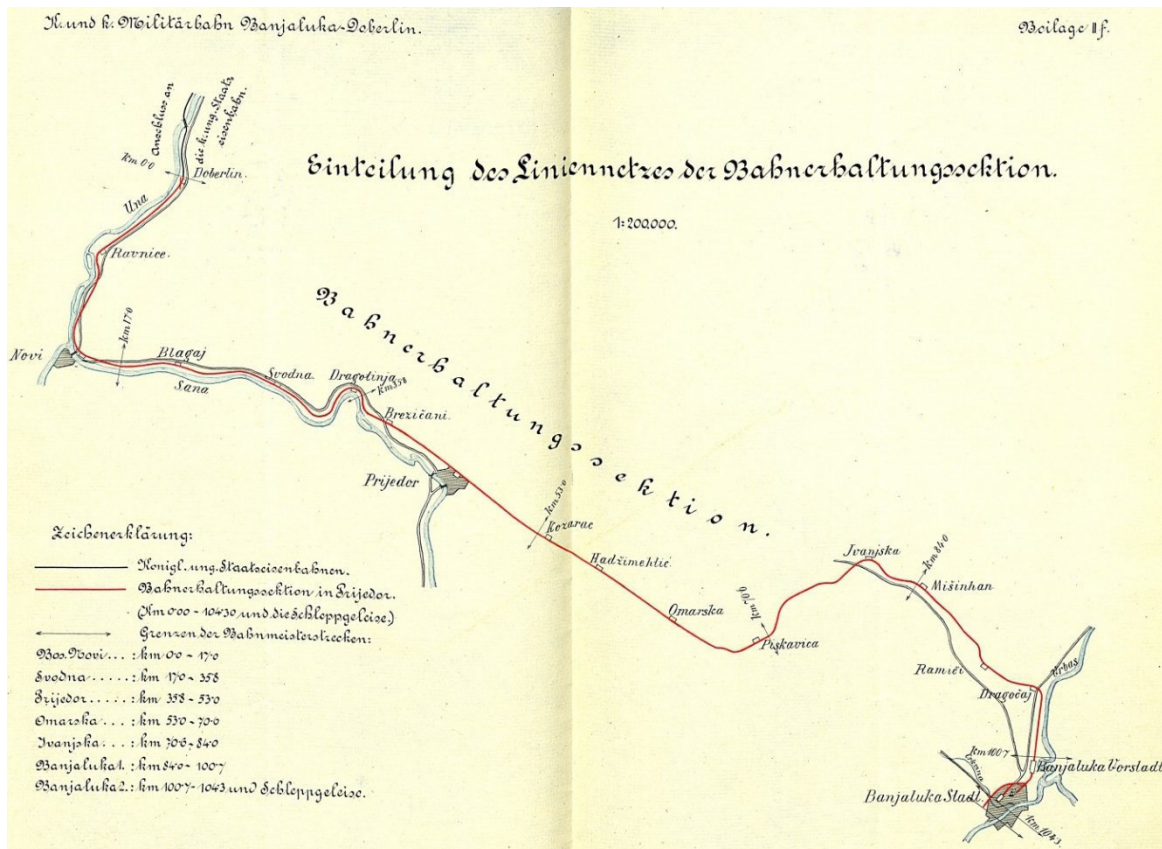 K. und k. Militärbahn Banjaluka-Doberlin.
Beilage II f.
Einteilung des Liniennetzes der Bahnerhaltungssektion.
1:200.000.
Anschluss an
die k. ung. Staats
eisenbahn.
km 0·0
Doberlin.
Una
Ravnice.
km 17·0
Novi
Blagaj
Sana
Svodna.
Dragotinja
km 35·8
Brezičani.
Prijedor
Bahnerhaltungssektion.
km 53·0
Kozarac
Hadžimehlić.
Omarska
km 70·6
Piskavica
Ivanjska
km 84·0
Mišinhan
Ramići
Dragočaj
Vrbas
km 100·7
Banjaluka Vorstadt
Banjaluka Stadt.
km 104·3.
Zeichenerklärung:
Königl. ung. Staatseisenbahnen.
Bahnerhaltungssektion in Prijedor.
(Km 0·00 - 104·30 und die Schleppgeleise.)
Grenzen der Bahnmeisterstrecken:
Bos. Novi . . . : km 0·0 - 17·0
Svodna . . . . . : km 17·0 - 35·8
Prijedor . . . . . : km 35·8 - 53·0
Omarska . . . : km 53·0 - 70·0
Ivanjska . . . : km 70·6 - 84·0
Banjaluka 1. : km 84·0 - 100·7
Banjaluka 2. : km 100·7 - 104·3 und Schleppgeleise.